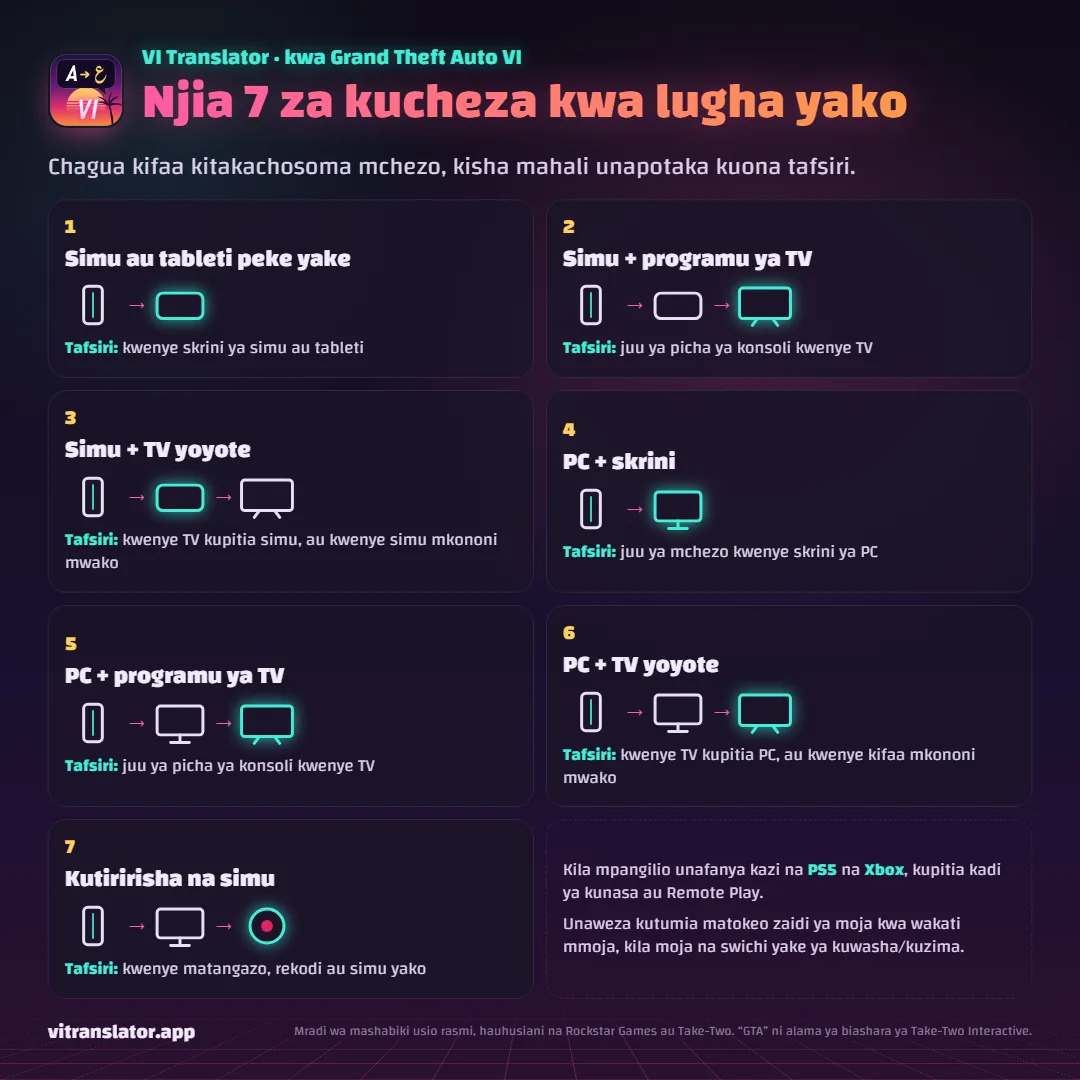 A→ع
VI
VI Translator · kwa Grand Theft Auto VI
Njia 7 za kucheza kwa lugha yako
Chagua kifaa kitakachosoma mchezo, kisha mahali unapotaka kuona tafsiri.
1
Simu au tableti peke yake
→
Tafsiri: kwenye skrini ya simu au tableti
2
Simu + programu ya TV
→ →
Tafsiri: juu ya picha ya konsoli kwenye TV
3
Simu + TV yoyote
→ →
Tafsiri: kwenye TV kupitia simu, au kwenye simu mkononi
mwako
4
PC + skrini
→
Tafsiri: juu ya mchezo kwenye skrini ya PC
5
PC + programu ya TV
→ →
Tafsiri: juu ya picha ya konsoli kwenye TV
6
PC + TV yoyote
→ →
Tafsiri: kwenye TV kupitia PC, au kwenye kifaa mkononi
mwako
7
Kutiririsha na simu
→ →
Tafsiri: kwenye matangazo, rekodi au simu yako
Kila mpangilio unafanya kazi na PS5 na Xbox, kupitia kadi
ya kunasa au Remote Play.
Unaweza kutumia matokeo zaidi ya moja kwa wakati
mmoja, kila moja na swichi yake ya kuwasha/kuzima.
vitranslator.app
Mradi wa mashabiki usio rasmi, hauhusiani na Rockstar Games au Take-Two. “GTA” ni alama ya biashara ya Take-Two Interactive.